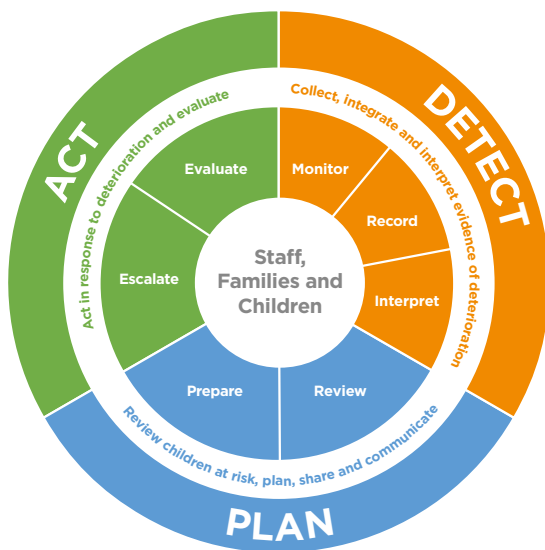 ACT
DETECT
PLAN
Act in response to deterioration and evaluate
Collect, integrate and interpret evidence of deterioration
Review children at risk, plan, share and communicate
Evaluate
Monitor
Record
Interpret
Review
Prepare
Escalate
Staff,
Families and
Children